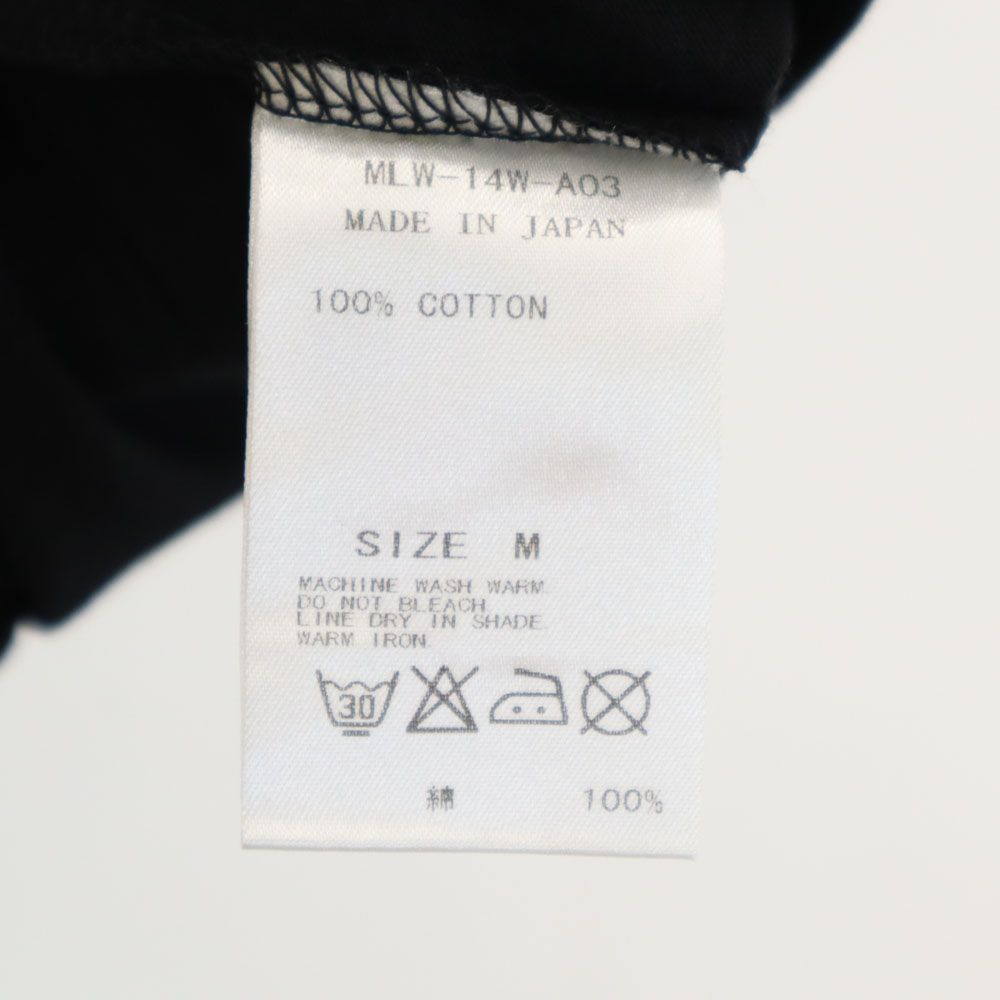 MLW-14W-A03
MADE IN JAPAN
100% COTTON
SIZE M
MACHINE WASH WARM.
DO NOT BLEACH.
LINE DRY IN SHADE.
WARM IRON.
30
綿 100%